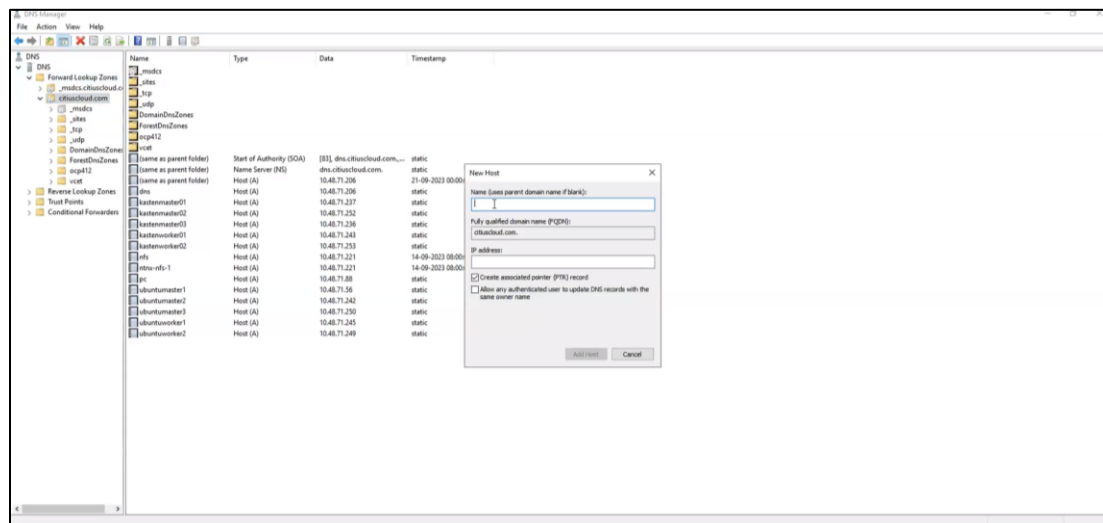 DNS Manager
File Action View Help
DNS
DNS
Forward Lookup Zones
_msdcs.citiuscloud.c
citiuscloud.com
_msdcs
_sites
_tcp
_udp
DomainDnsZones
ForestDnsZones
ocp412
vcet
Reverse Lookup Zones
Trust Points
Conditional Forwarders
Name Type Data Timestamp
_msdcs
_sites
_tcp
_udp
DomainDnsZones
ForestDnsZones
ocp412
vcet
(same as parent folder) Start of Authority (SOA) [83], dns.citiuscloud.com.,... static
(same as parent folder) Name Server (NS) dns.citiuscloud.com. static
(same as parent folder) Host (A) 10.48.71.206 21-09-2023 00:00:
dns Host (A) 10.48.71.206 static
kastenmaster01 Host (A) 10.48.71.237 static
kastenmaster02 Host (A) 10.48.71.252 static
kastenmaster03 Host (A) 10.48.71.236 static
kastenworker01 Host (A) 10.48.71.243 static
kastenworker02 Host (A) 10.48.71.253 static
nfs Host (A) 10.48.71.221 14-09-2023 08:00:
ntnx-nfs-1 Host (A) 10.48.71.221 14-09-2023 08:00:
pc Host (A) 10.48.71.88 static
ubuntumaster1 Host (A) 10.48.71.56 static
ubuntumaster2 Host (A) 10.48.71.242 static
ubuntumaster3 Host (A) 10.48.71.250 static
ubuntuworker1 Host (A) 10.48.71.245 static
ubuntuworker2 Host (A) 10.48.71.249 static
New Host
Name (uses parent domain name if blank):
Fully qualified domain name (FQDN):
citiuscloud.com.
IP address:
Create associated pointer (PTR) record
Allow any authenticated user to update DNS records with the
same owner name
Add Host Cancel